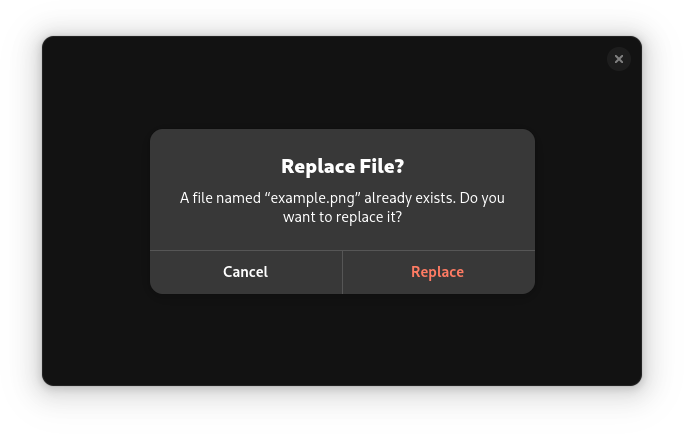 Replace File?
A file named “example.png” already exists. Do you
want to replace it?
Cancel
Replace